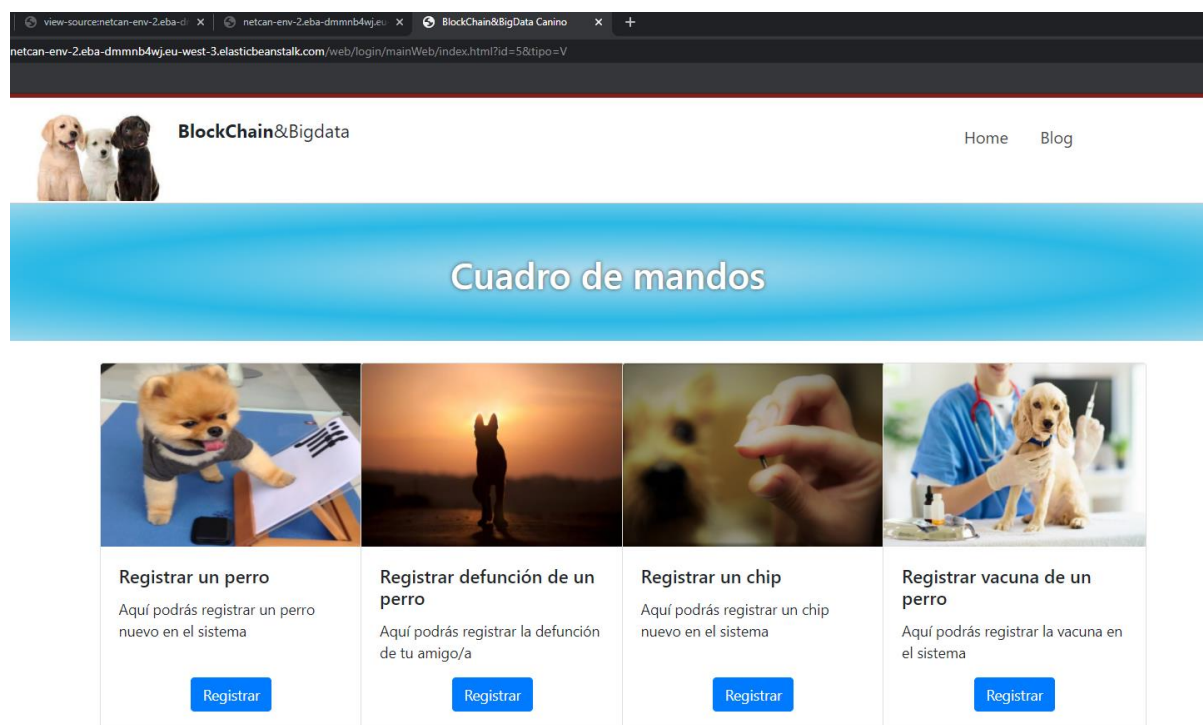 view-source:netcan-env-2.eba-d
netcan-env-2.eba-dmmnb4wj.eu
BlockChain&BigData Canino
netcan-env-2.eba-dmmnb4wj.eu-west-3.elasticbeanstalk.com/web/login/mainWeb/index.html?id=5&tipo=V
BlockChain&Bigdata
Home
Blog
Cuadro de mandos
Registrar un perro
Aquí podrás registrar un perro
nuevo en el sistema
Registrar
Registrar defunción de un
perro
Aquí podrás registrar la defunción
de tu amigo/a
Registrar
Registrar un chip
Aquí podrás registrar un chip
nuevo en el sistema
Registrar
Registrar vacuna de un
perro
Aquí podrás registrar la vacuna en
el sistema
Registrar